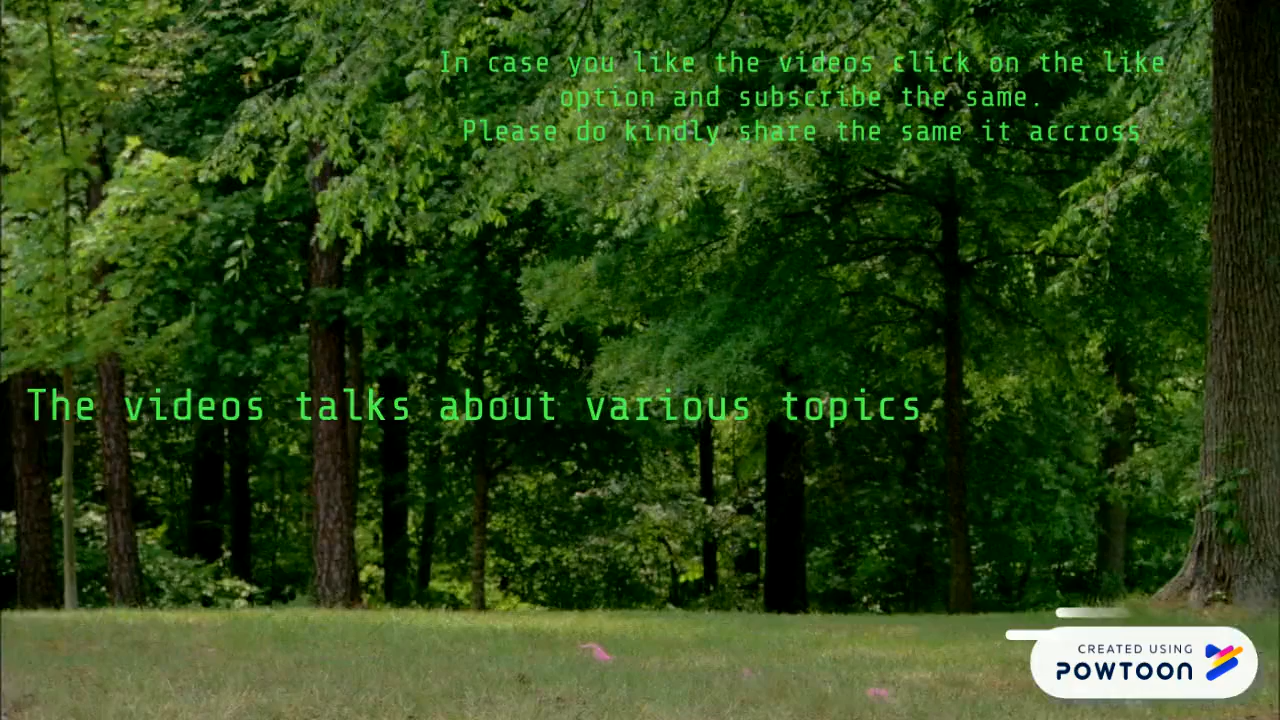 In case you like the videos click on the like
option and subscribe the same.
Please do kindly share the same it accross
The videos talks about various topics
CREATED USING
POWTOON